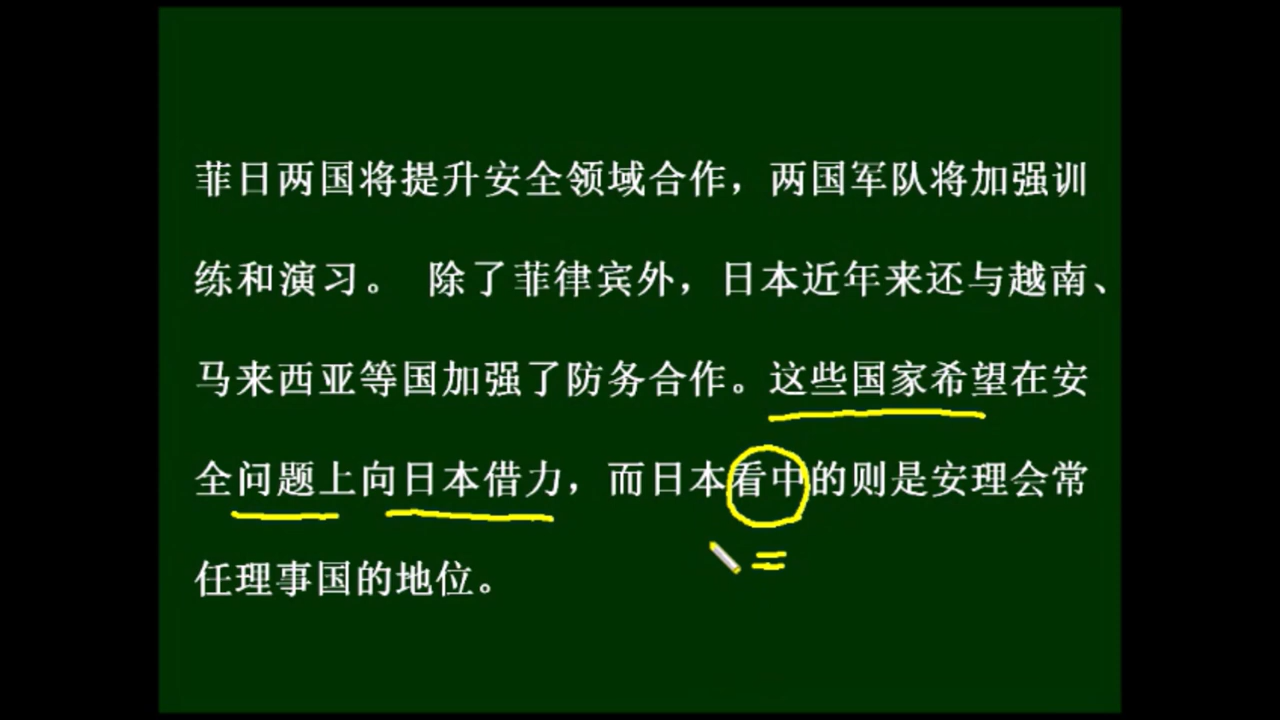 菲日两国将提升安全领域合作，两国军队将加强训
练和演习。 除了菲律宾外，日本近年来还与越南、
马来西亚等国加强了防务合作。这些国家希望在安
全问题上向日本借力，而日本看中的则是安理会常
任理事国的地位。
=